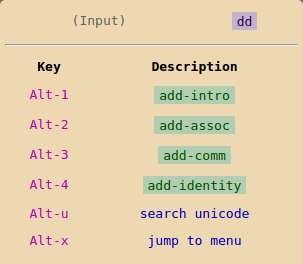 (Input) dd
Key Description
Alt-1 add-intro
Alt-2 add-assoc
Alt-3 add-comm
Alt-4 add-identity
Alt-u search unicode
Alt-x jump to menu